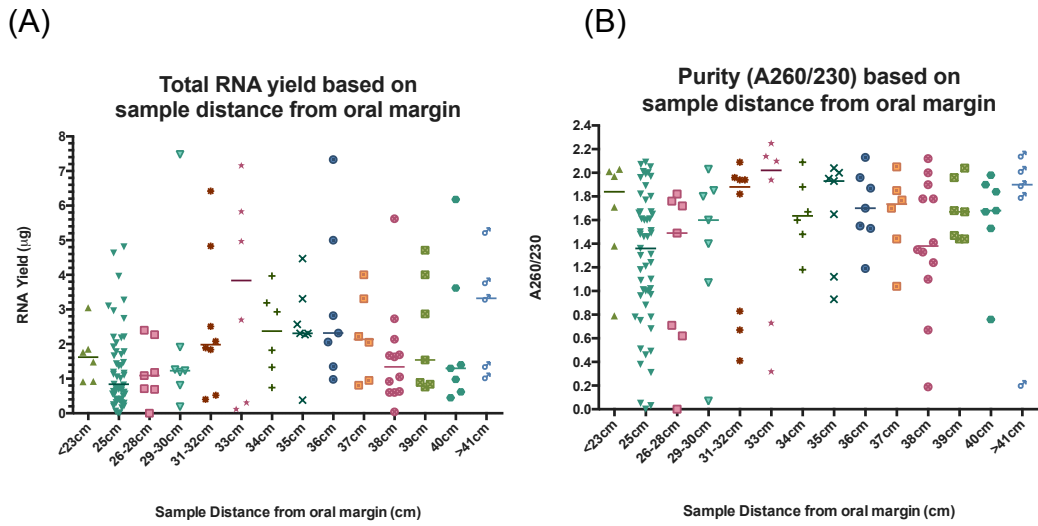 (A)
Total RNA yield based on
sample distance from oral margin
RNA Yield (µg)
8
7
6
5
4
3
2
1
0
<23cm
25cm
26-28cm
29-30cm
31-32cm
33cm
34cm
35cm
36cm
37cm
38cm
39cm
40cm
>41cm
Sample Distance from oral margin (cm)
(B)
Purity (A260/230) based on
sample distance from oral margin
A260/230
2.4
2.2
2.0
1.8
1.6
1.4
1.2
1.0
0.8
0.6
0.4
0.2
0.0
<23cm
25cm
26-28cm
29-30cm
31-32cm
33cm
34cm
35cm
36cm
37cm
38cm
39cm
40cm
>41cm
Sample Distance from oral margin (cm)